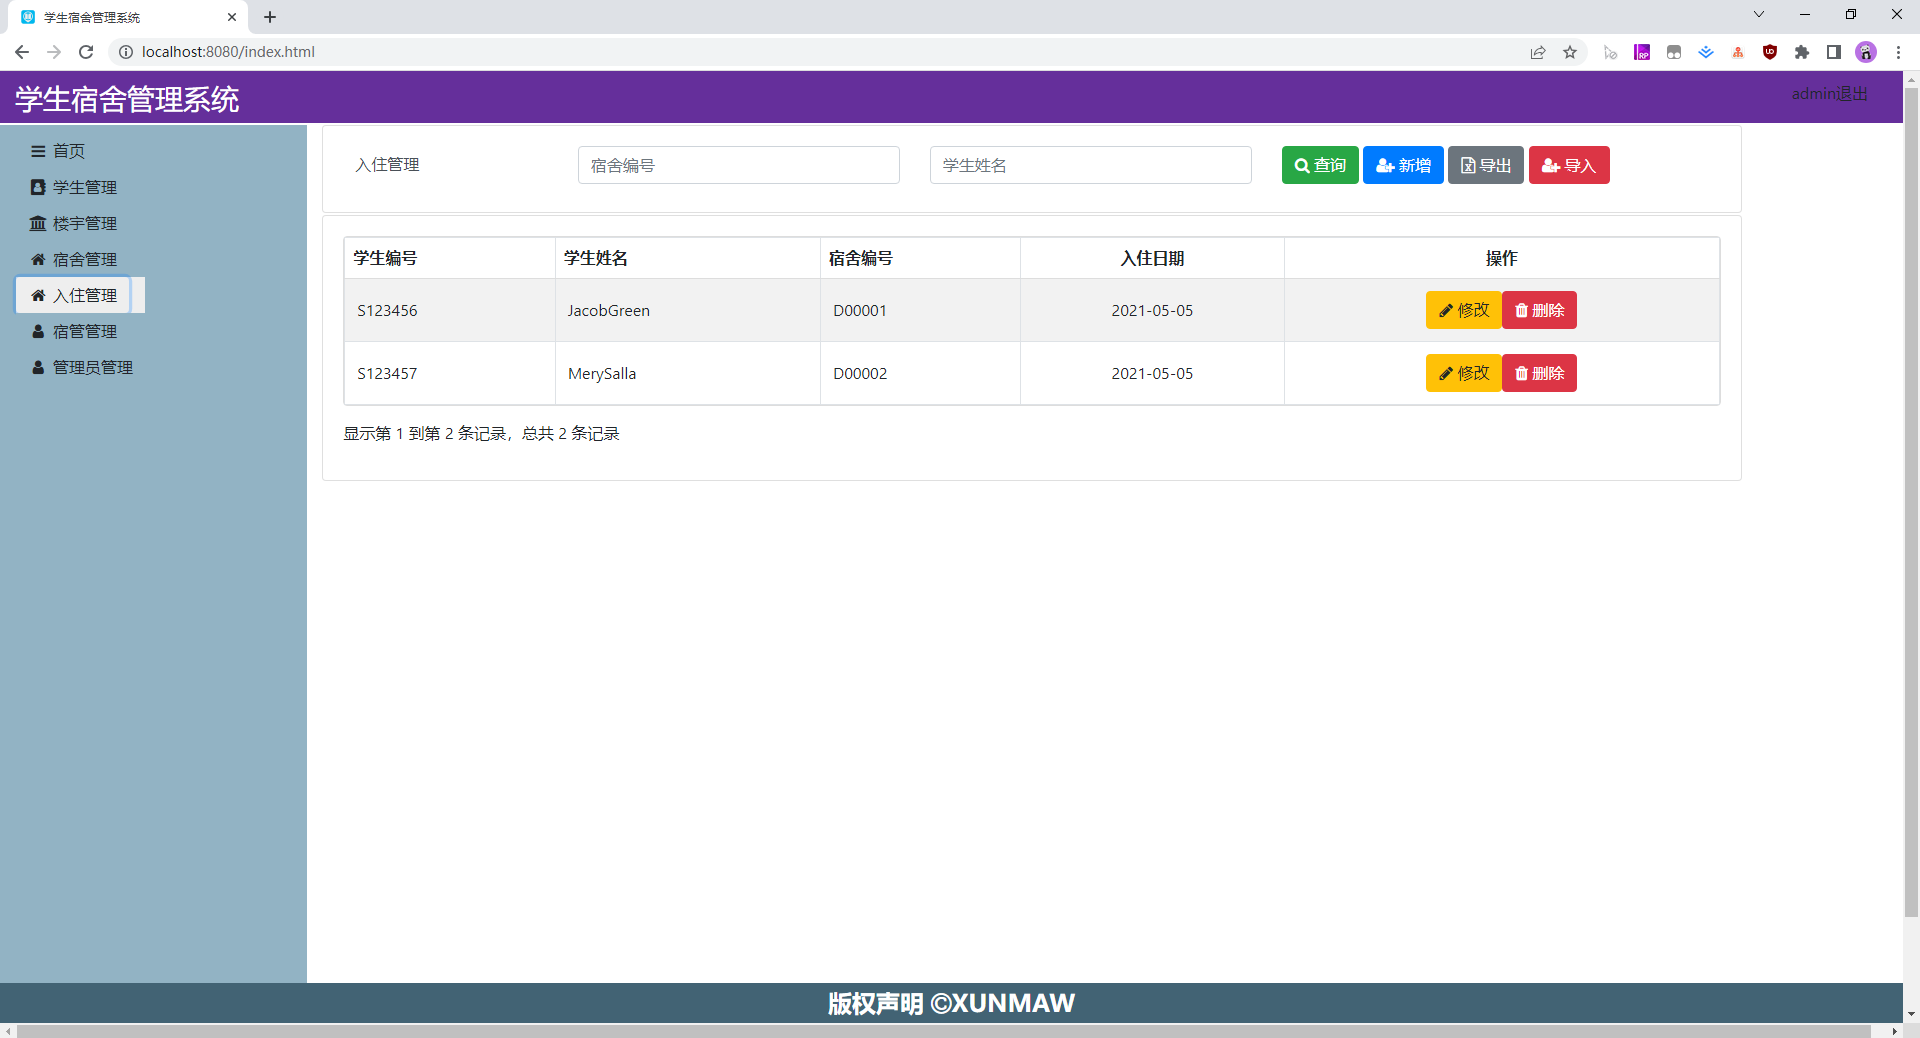 学生宿舍管理系统
localhost:8080/index.html
学生宿舍管理系统
admin退出
首页
学生管理
楼宇管理
宿舍管理
入住管理
宿管管理
管理员管理
入住管理
宿舍编号
学生姓名
查询
新增
导出
导入
学生编号 学生姓名 宿舍编号 入住日期 操作
S123456 JacobGreen D00001 2021-05-05 修改 删除
S123457 MerySalla D00002 2021-05-05 修改 删除
显示第 1 到第 2 条记录，总共 2 条记录
版权声明 ©XUNMAW